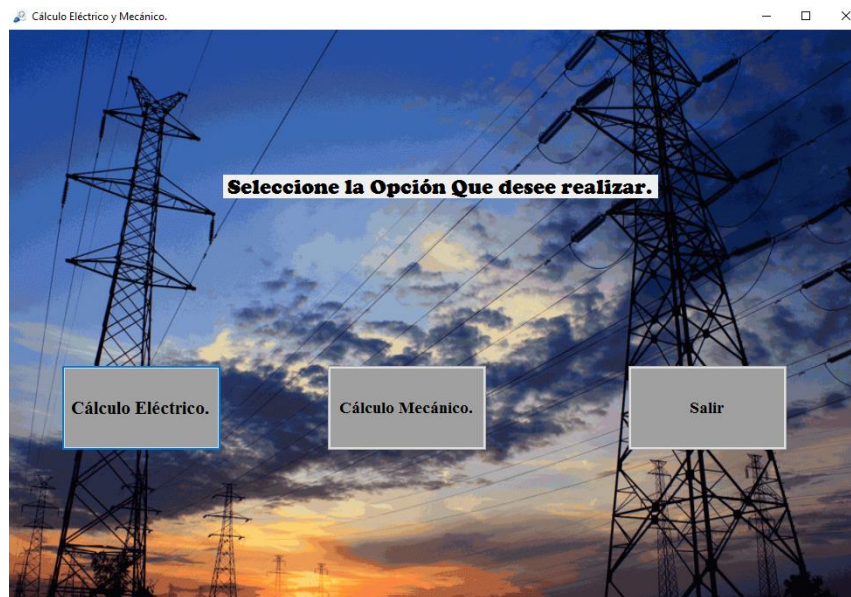 Cálculo Eléctrico y Mecánico.
Seleccione la Opción Que desee realizar.
Cálculo Eléctrico.
Cálculo Mecánico.
Salir